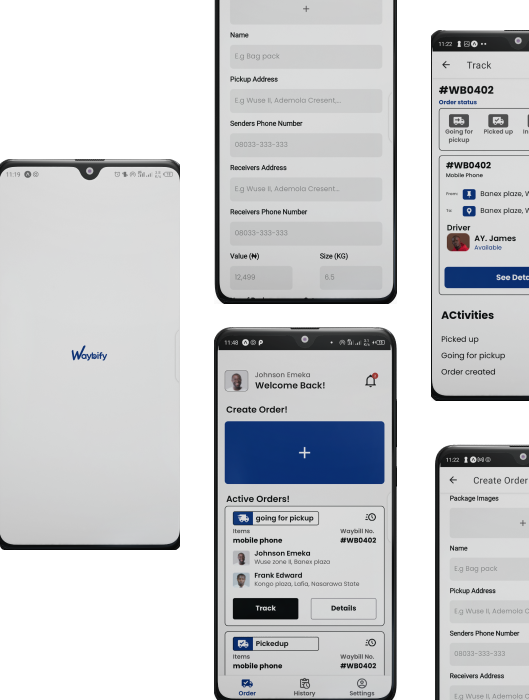 11:19
Waybify
+
Name
E.g Bag pack
Pickup Address
E.g Wuse II, Ademola Cresent,...
Senders Phone Number
08033-333-333
Receivers Address
E.g Wuse II, Ademola Cresent...
Receivers Phone Number
08033-333-333
Value (₦) Size (KG)
12,499 6.5
11:48
Johnson Emeka
Welcome Back!
Create Order!
+
Active Orders!
going for pickup
Items Waybill No.
mobile phone #WB0402
Johnson Emeka
Wuse zone II, Banex plaza
Frank Edward
Kongo plaza, Lafia, Nasarawa State
Track Details
Pickedup
Items Waybill No.
mobile phone #WB0402
Order History Settings
11:22
Track
#WB0402
Order status
Going for pickup Picked up In
#WB0402
Mobile Phone
From: Banex plaze, W
To: Banex plaze, W
Driver
AY. James
Available
See Deta
ACtivities
Picked up
Going for pickup
Order created
11:22
Create Order
Package Images
+
Name
E.g Bag pack
Pickup Address
E.g Wuse II, Ademola C
Senders Phone Number
08033-333-333
Receivers Address
E.g Wuse II, Ademola C